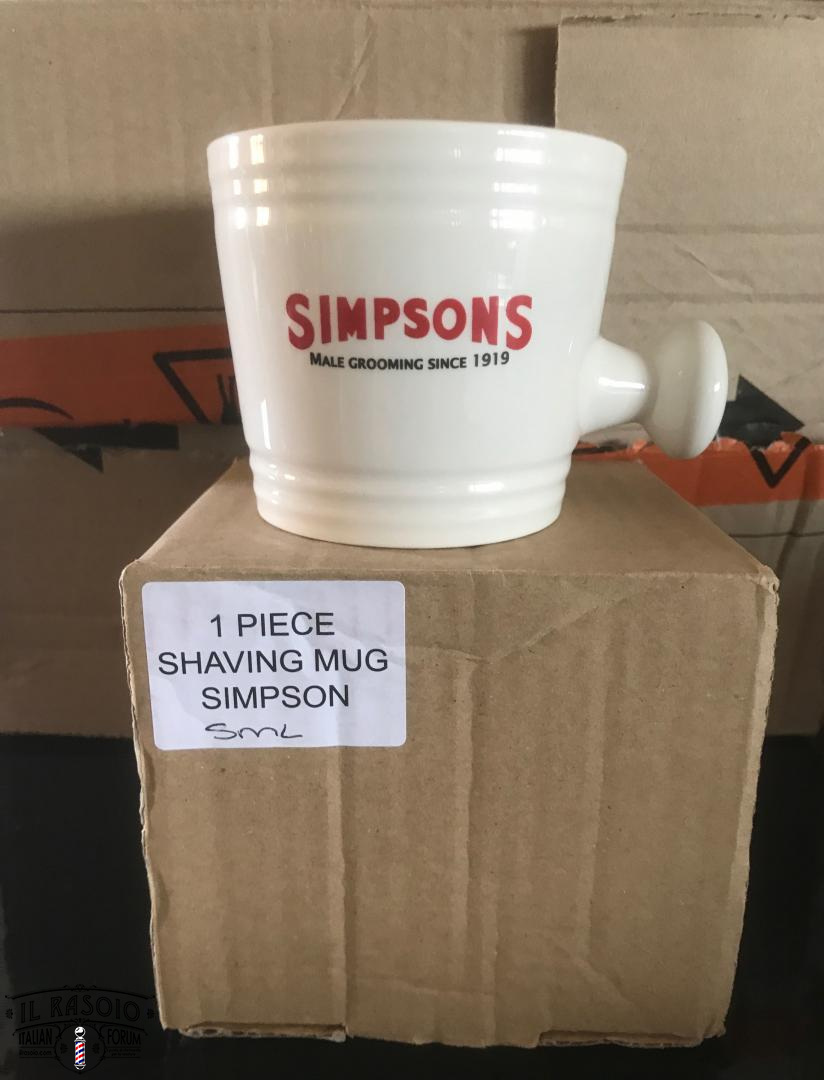 SIMPSONS
MALE GROOMING SINCE 1919
1 PIECE
SHAVING MUG
SIMPSON
SML
IL RASOIO
ITALIAN FORUM